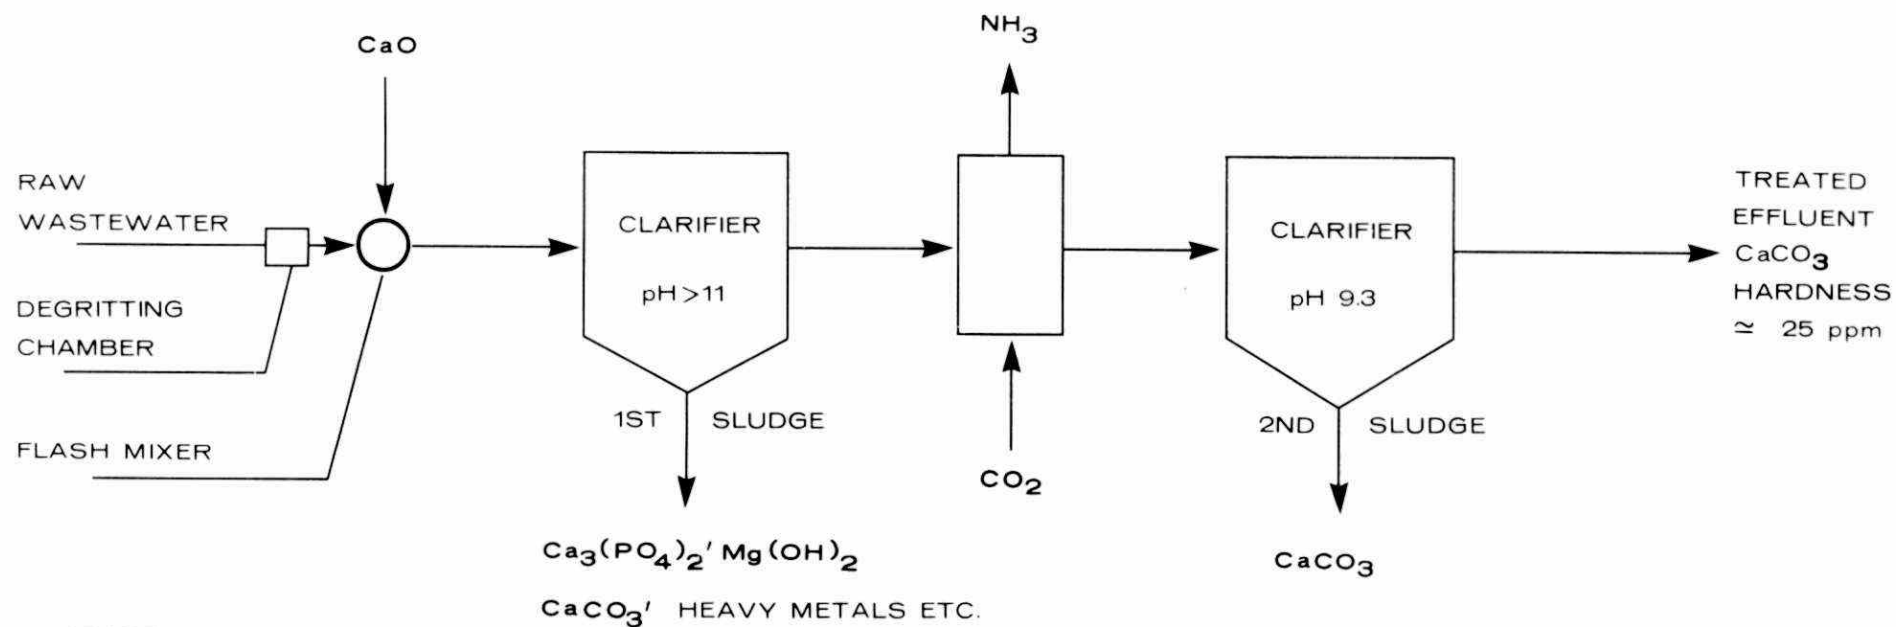 CaO
NH3
RAW
WASTEWATER
DEGRITTING
CHAMBER
FLASH MIXER
CLARIFIER
pH>11
1ST SLUDGE
Ca3(PO4)2' Mg(OH)2
CaCO3' HEAVY METALS ETC.
CO2
CLARIFIER
pH 9.3
2ND SLUDGE
CaCO3
TREATED
EFFLUENT
CaCO3
HARDNESS
≃ 25 ppm